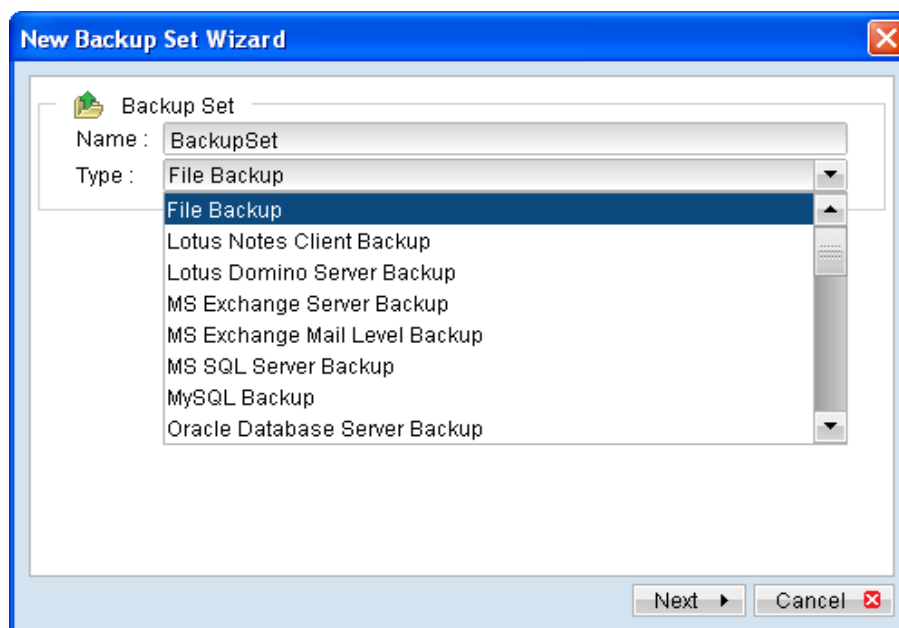 New Backup Set Wizard
Backup Set
Name : BackupSet
Type : File Backup
File Backup
Lotus Notes Client Backup
Lotus Domino Server Backup
MS Exchange Server Backup
MS Exchange Mail Level Backup
MS SQL Server Backup
MySQL Backup
Oracle Database Server Backup
Next Cancel